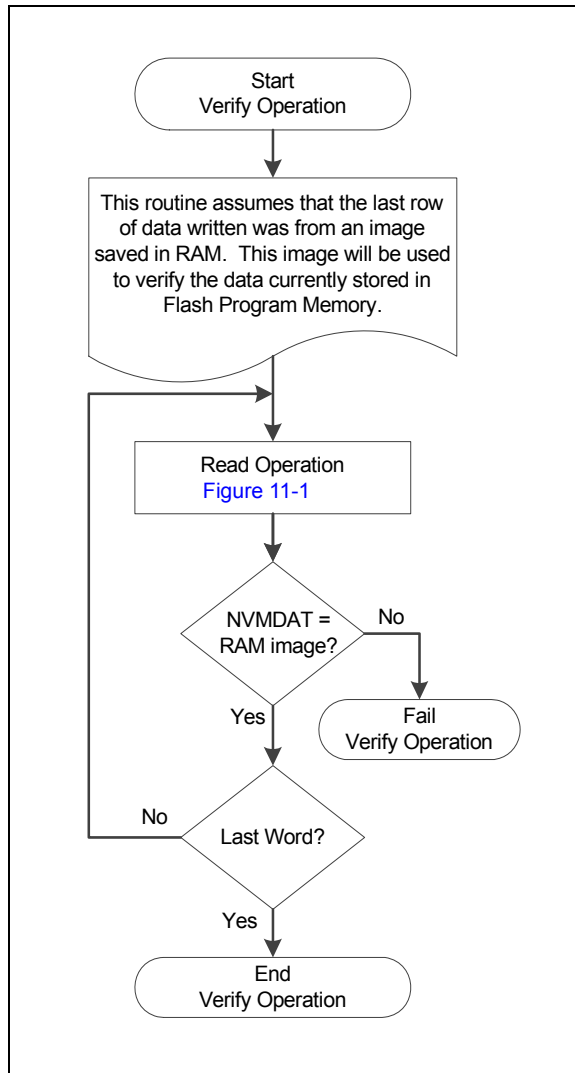 Start
Verify Operation
This routine assumes that the last row
of data written was from an image
saved in RAM. This image will be used
to verify the data currently stored in
Flash Program Memory.
Read Operation
Figure 11-1
NVMDAT =
RAM image?
No
Yes
Fail
Verify Operation
No
Last Word?
Yes
End
Verify Operation